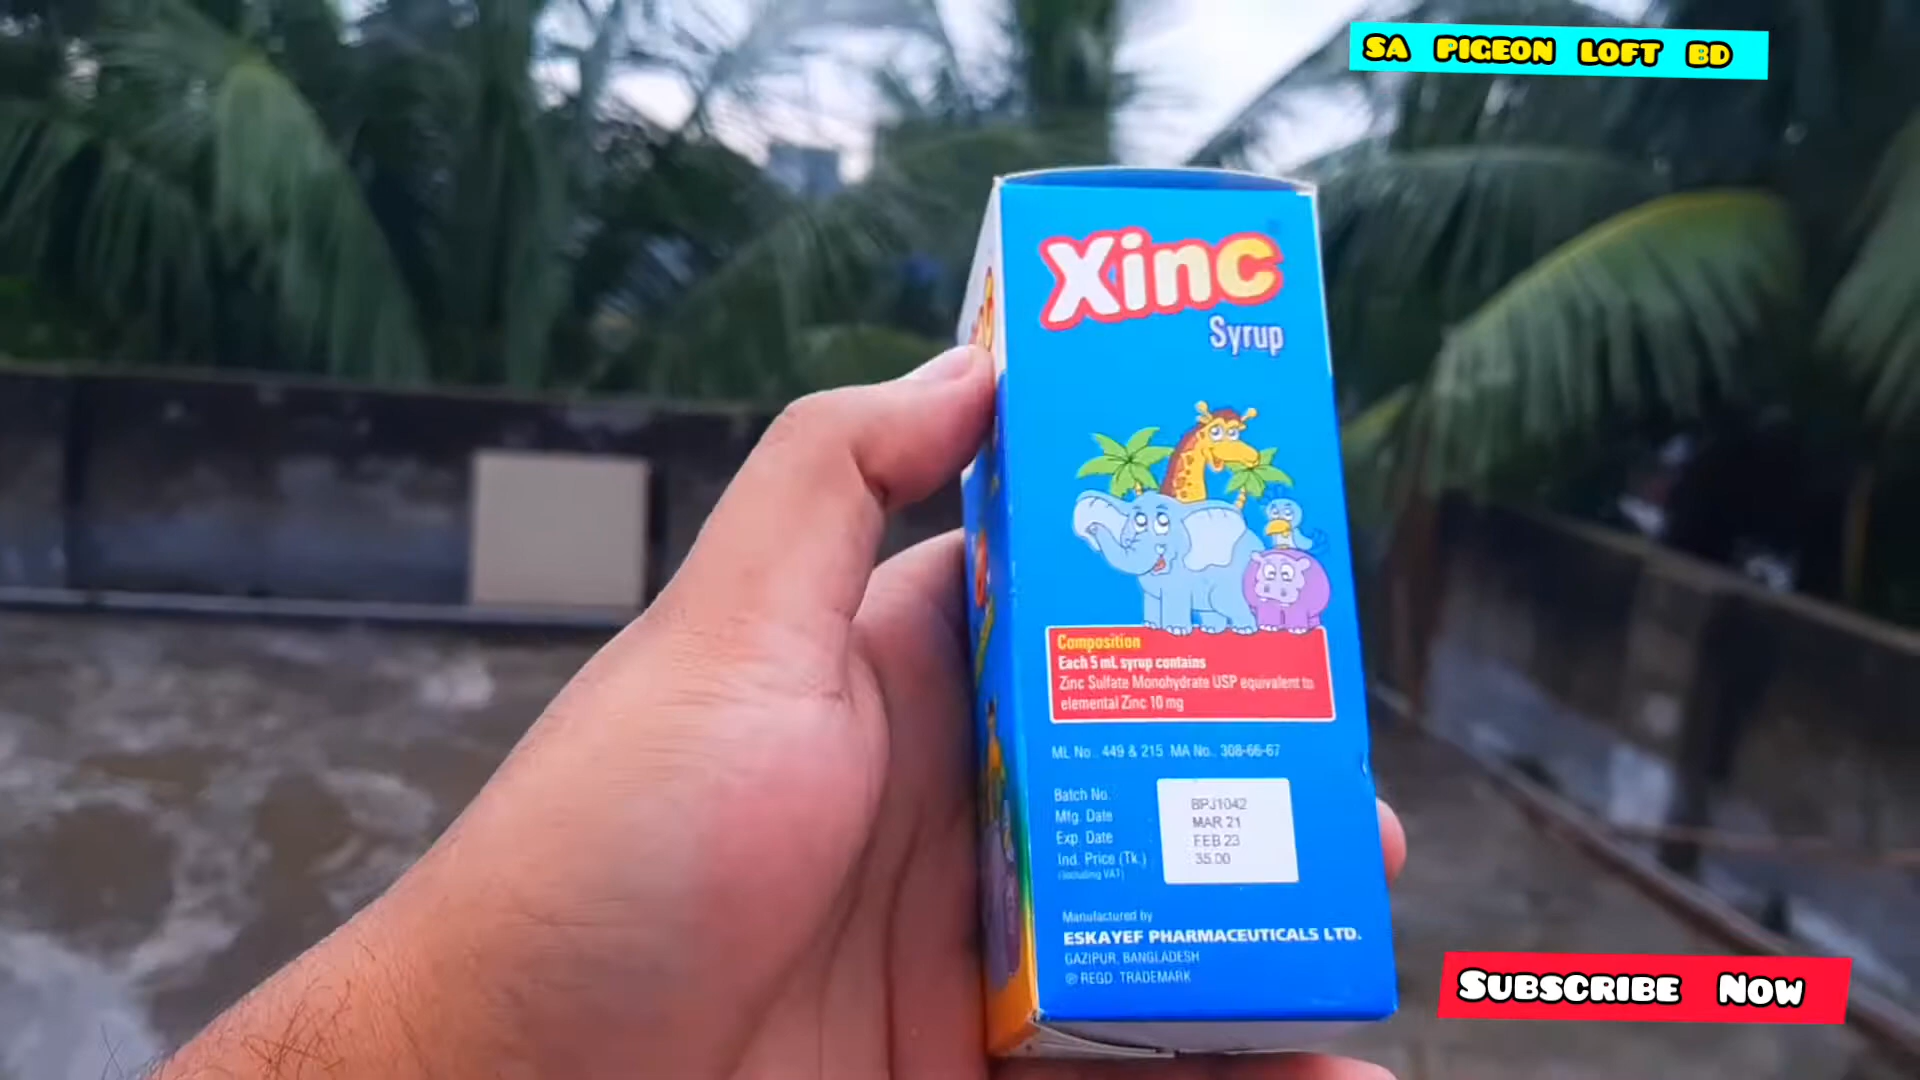 SA PIGEON LOFT BD
Xinc
Syrup
Composition
Each 5 mL syrup contains
Zinc Sulfate Monohydrate USP equivalent to
elemental Zinc 10 mg
ML No.. 449 & 215 MA No.. 308-66-67
Batch No. BPJ1042
Mfg. Date MAR 21
Exp. Date FEB 23
Ind. Price (Tk.) 35.00
(Including VAT)
Manufactured by
ESKAYEF PHARMACEUTICALS LTD.
GAZIPUR, BANGLADESH
® REGD. TRADEMARK
SUBSCRIBE NOW